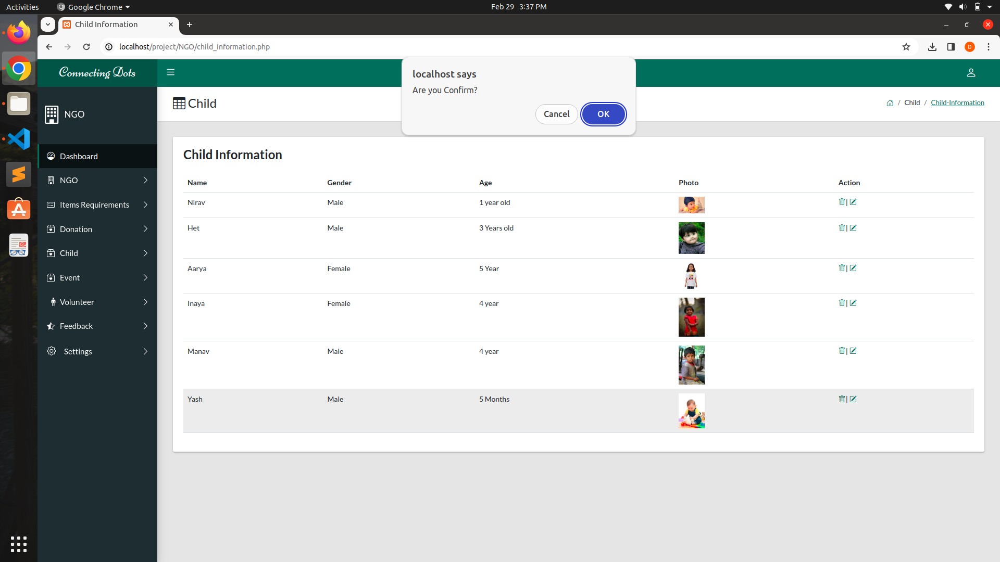 Activities
Google Chrome
Feb 29 3:37 PM
Child Information
localhost/project/NGO/child_information.php
D
Connecting Dots
localhost says
Are you Confirm?
Cancel
OK
Child
/ Child / Child-Information
NGO
Dashboard
NGO
Items Requirements
Donation
Child
Event
Volunteer
Feedback
Settings
Child Information
Name Gender Age Photo Action
Nirav Male 1 year old |
Het Male 3 Years old |
Aarya Female 5 Year |
Inaya Female 4 year |
Manav Male 4 year |
Yash Male 5 Months |